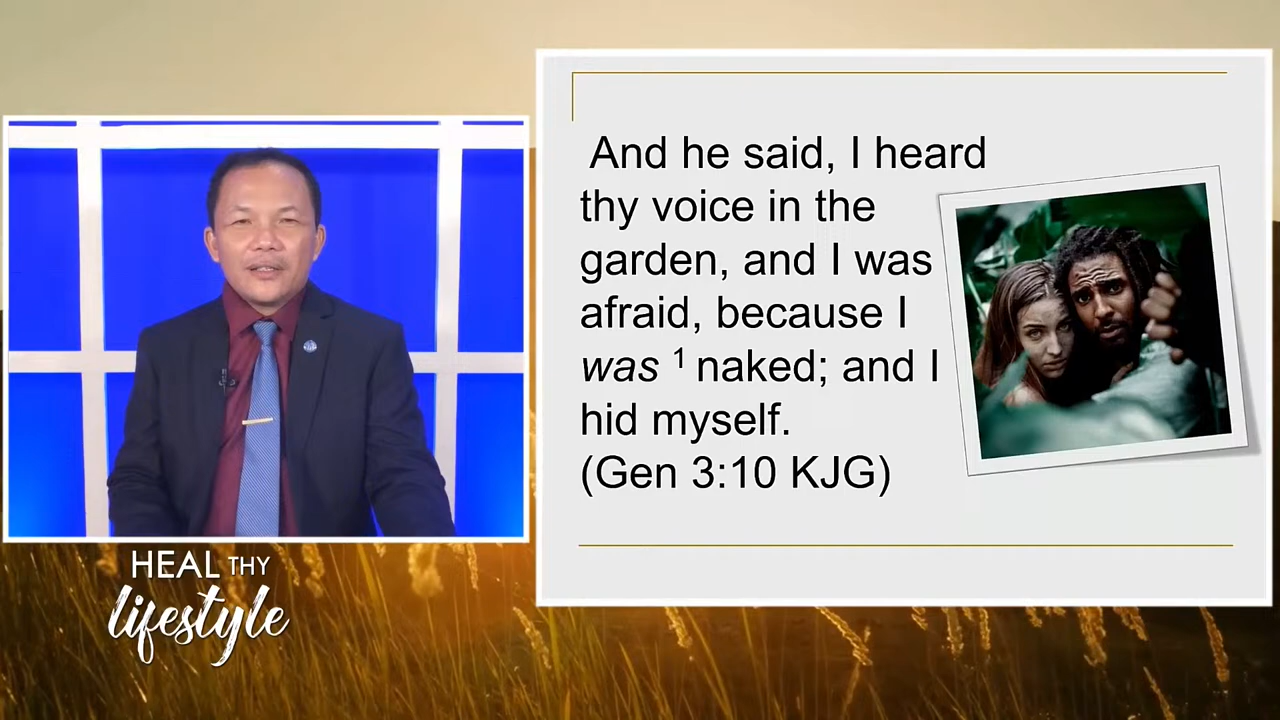 And he said, I heard
thy voice in the
garden, and I was
afraid, because I
was ¹ naked; and I
hid myself.
(Gen 3:10 KJG)
HEAL THY
lifestyle